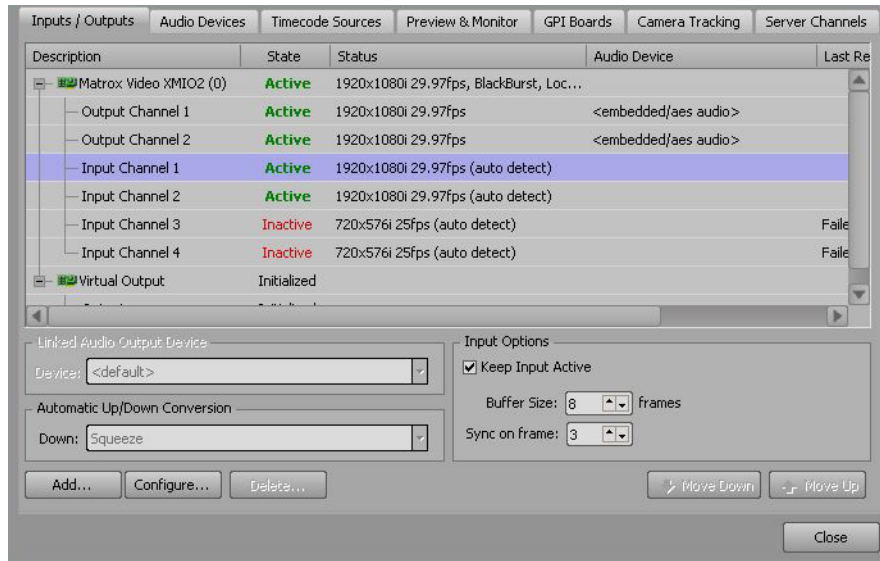 Inputs / Outputs Audio Devices Timecode Sources Preview & Monitor GPI Boards Camera Tracking Server Channels
Description State Status Audio Device Last Re
Matrox Video XMIO2 (0) Active 1920x1080i 29.97fps, BlackBurst, Loc...
Output Channel 1 Active 1920x1080i 29.97fps <embedded/aes audio>
Output Channel 2 Active 1920x1080i 29.97fps <embedded/aes audio>
Input Channel 1 Active 1920x1080i 29.97fps (auto detect)
Input Channel 2 Active 1920x1080i 29.97fps (auto detect)
Input Channel 3 Inactive 720x576i 25fps (auto detect) Faile
Input Channel 4 Inactive 720x576i 25fps (auto detect) Faile
Virtual Output Initialized
Linked Audio Output Device
Device: <default>
Automatic Up/Down Conversion
Down: Squeeze
Input Options
Keep Input Active
Buffer Size: 8 frames
Sync on frame: 3
Add... Configure... Delete... Move Down Move Up
Close